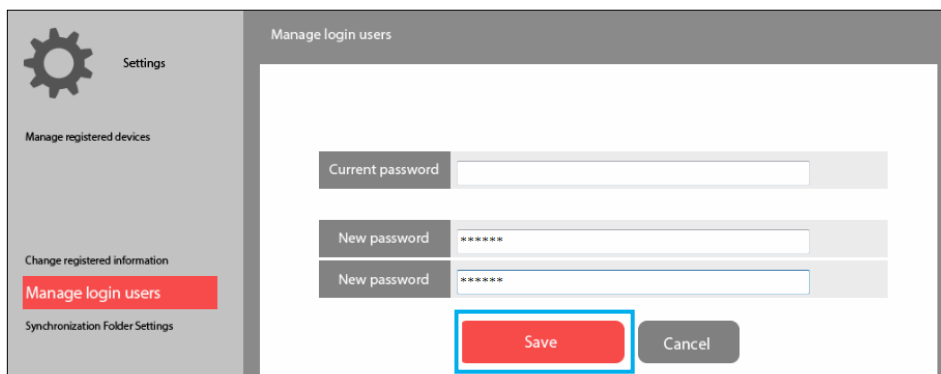 Settings
Manage registered devices
Change registered information
Manage login users
Synchronization Folder Settings
Manage login users
Current password
New password ******
New password ******
Save Cancel